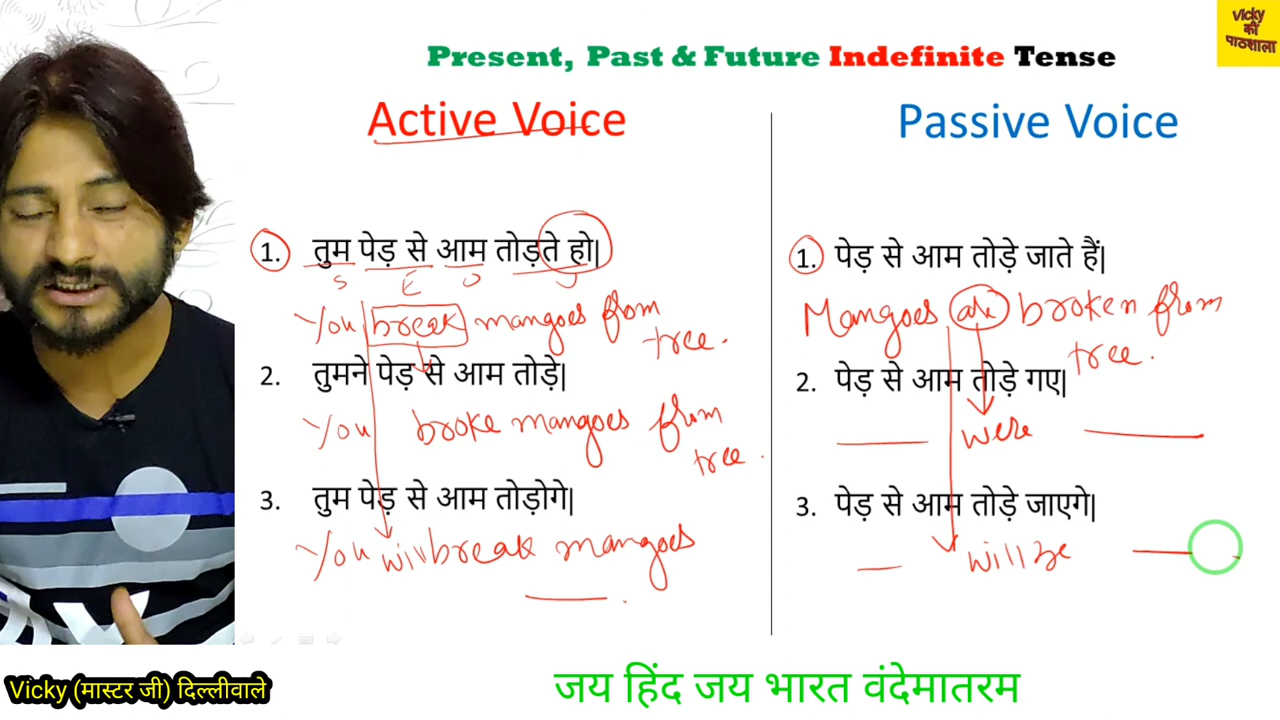 Vicky
की
पाठशाला
Present, Past & Future Indefinite Tense
Active Voice
1. तुम पेड़ से आम तोड़ते हो|
S E O V
You break mangoes from
tree.
2. तुमने पेड़ से आम तोड़े|
You broke mangoes from
tree.
3. तुम पेड़ से आम तोड़ोगे|
You will break mangoes
Passive Voice
1. पेड़ से आम तोड़े जाते हैं|
Mangoes are broken from
tree.
2. पेड़ से आम तोड़े गए|
were
3. पेड़ से आम तोड़े जाएगे|
will be
Vicky (मास्टर जी) दिल्लीवाले
जय हिंद जय भारत वंदेमातरम